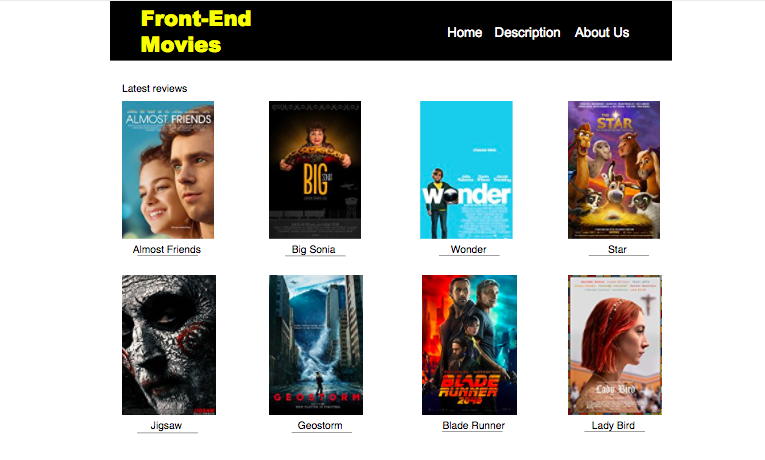 Front-End
Movies
Home Description About Us
Latest reviews
ALMOST FRIENDS
BIG
SONIA
wonder
THE
STAR
Almost Friends
Big Sonia
Wonder
Star
JIGSAW
GEOSTORM
BLADE
RUNNER
2049
Lady Bird
Jigsaw
Geostorm
Blade Runner
Lady Bird